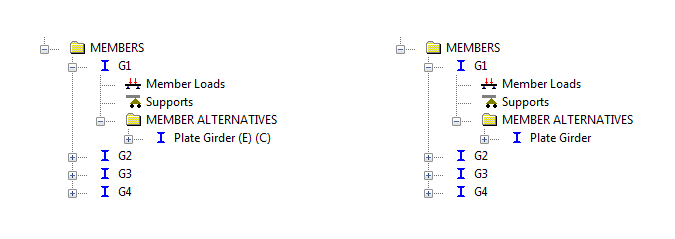 MEMBERS
G1
Member Loads
Supports
MEMBER ALTERNATIVES
Plate Girder (E) (C)
G2
G3
G4
MEMBERS
G1
Member Loads
Supports
MEMBER ALTERNATIVES
Plate Girder
G2
G3
G4